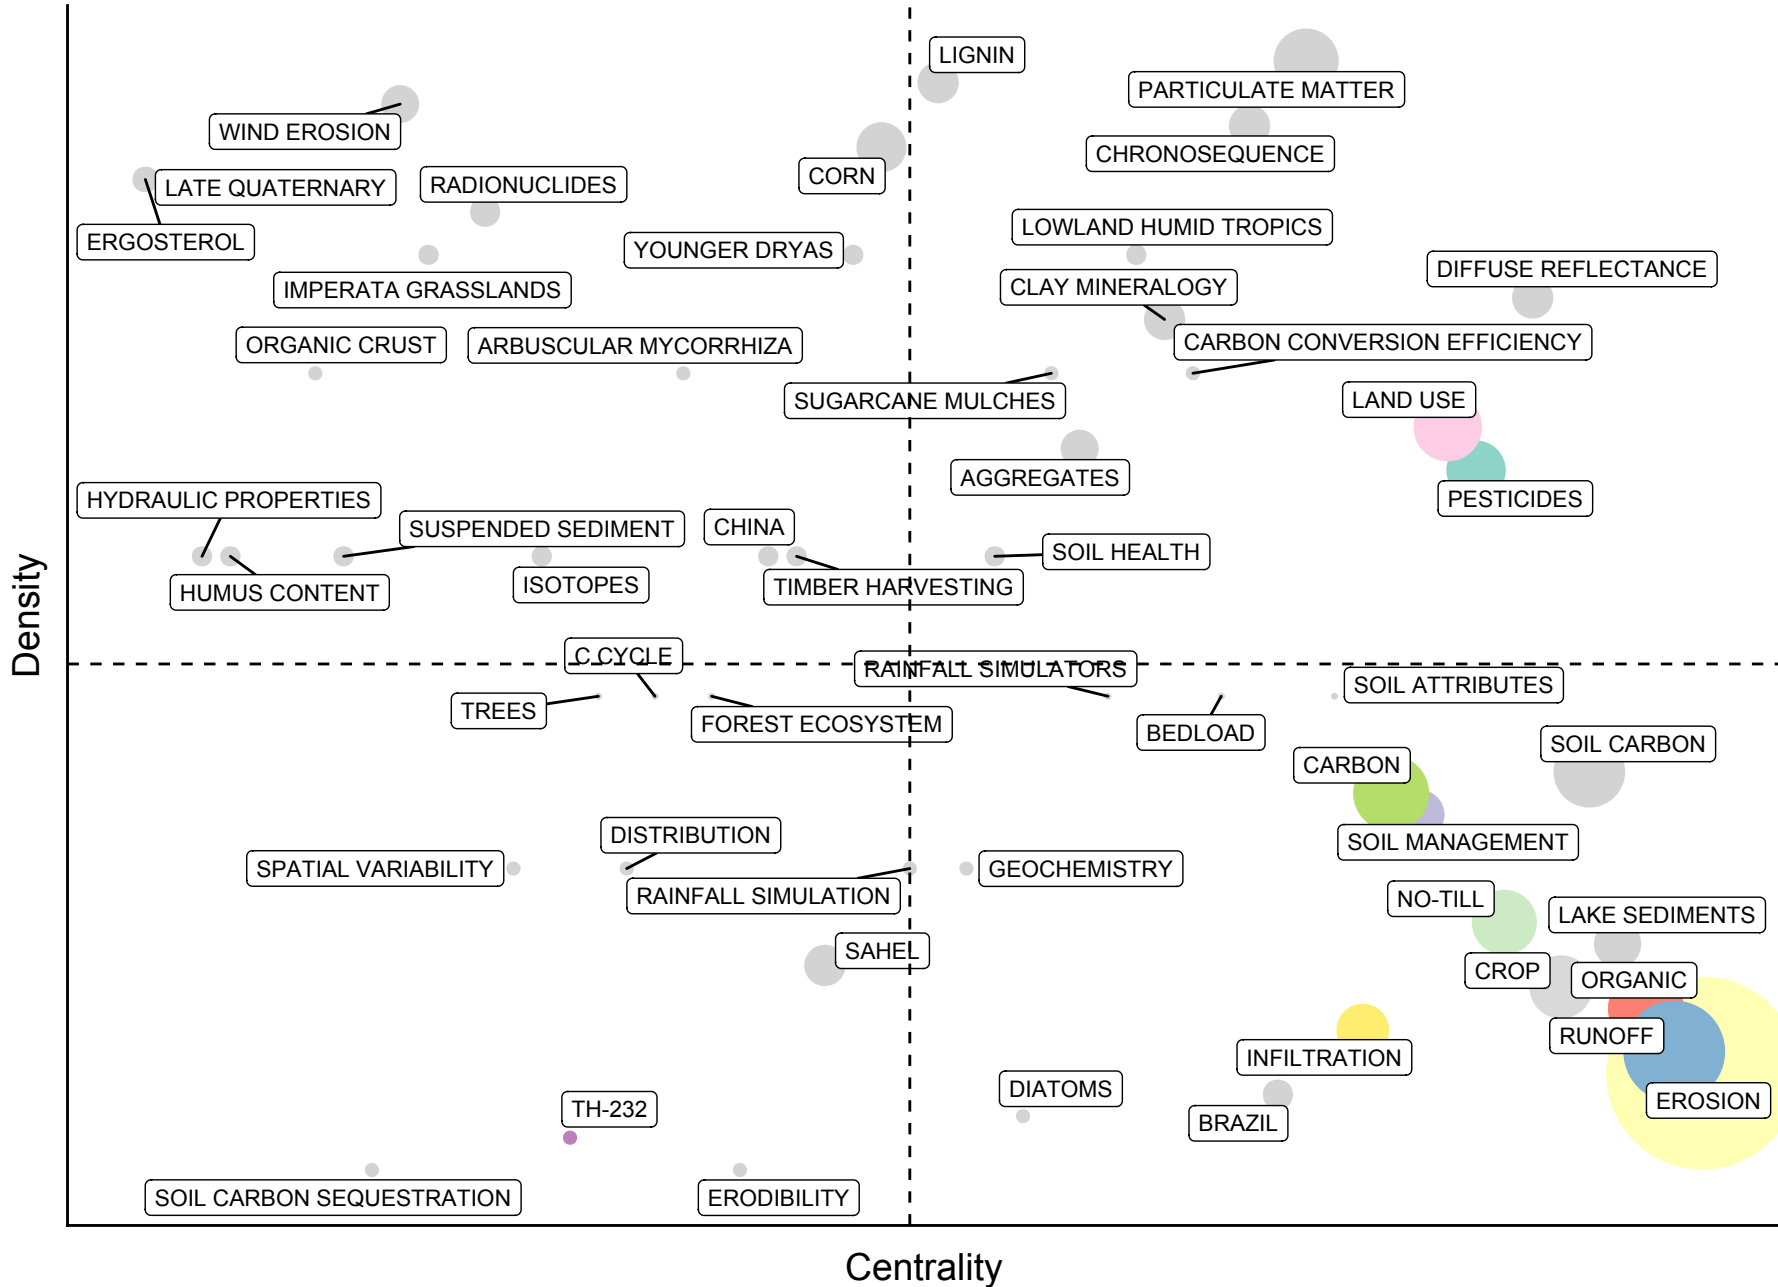 LIGNIN
PARTICULATE MATTER
WIND EROSION
CHRONOSEQUENCE
CORN
LATE QUATERNARY
RADIONUCLIDES
LOWLAND HUMID TROPICS
ERGOSTEROL
YOUNGER DRYAS
DIFFUSE REFLECTANCE
IMPERATA GRASSLANDS
CLAY MINERALOGY
ORGANIC CRUST
ARBUSCULAR MYCORRHIZA
CARBON CONVERSION EFFICIENCY
SUGARCANE MULCHES
LAND USE
AGGREGATES
HYDRAULIC PROPERTIES
PESTICIDES
SUSPENDED SEDIMENT
CHINA
SOIL HEALTH
HUMUS CONTENT
ISOTOPES
TIMBER HARVESTING
Density
C CYCLE
RAINFALL SIMULATORS
SOIL ATTRIBUTES
TREES
FOREST ECOSYSTEM
BEDLOAD
SOIL CARBON
CARBON
DISTRIBUTION
SOIL MANAGEMENT
SPATIAL VARIABILITY
GEOCHEMISTRY
RAINFALL SIMULATION
NO-TILL
LAKE SEDIMENTS
SAHEL
CROP
ORGANIC
RUNOFF
INFILTRATION
DIATOMS
EROSION
TH-232
BRAZIL
SOIL CARBON SEQUESTRATION
ERODIBILITY
Centrality